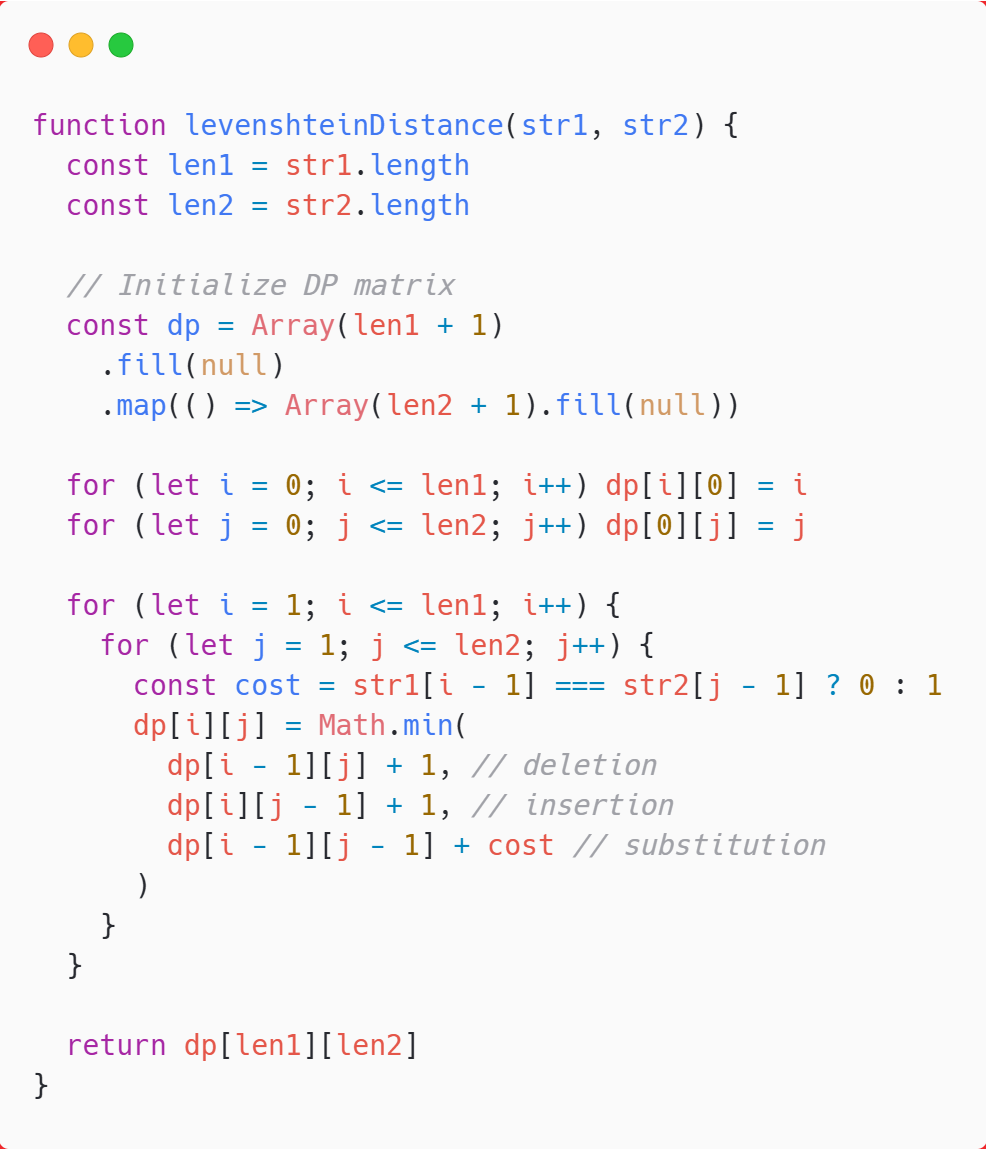 function levenshteinDistance(str1, str2) {
  const len1 = str1.length
  const len2 = str2.length

  // Initialize DP matrix
  const dp = Array(len1 + 1)
    .fill(null)
    .map(() => Array(len2 + 1).fill(null))

  for (let i = 0; i <= len1; i++) dp[i][0] = i
  for (let j = 0; j <= len2; j++) dp[0][j] = j

  for (let i = 1; i <= len1; i++) {
    for (let j = 1; j <= len2; j++) {
      const cost = str1[i - 1] === str2[j - 1] ? 0 : 1
      dp[i][j] = Math.min(
        dp[i - 1][j] + 1, // deletion
        dp[i][j - 1] + 1, // insertion
        dp[i - 1][j - 1] + cost // substitution
      )
    }
  }

  return dp[len1][len2]
}